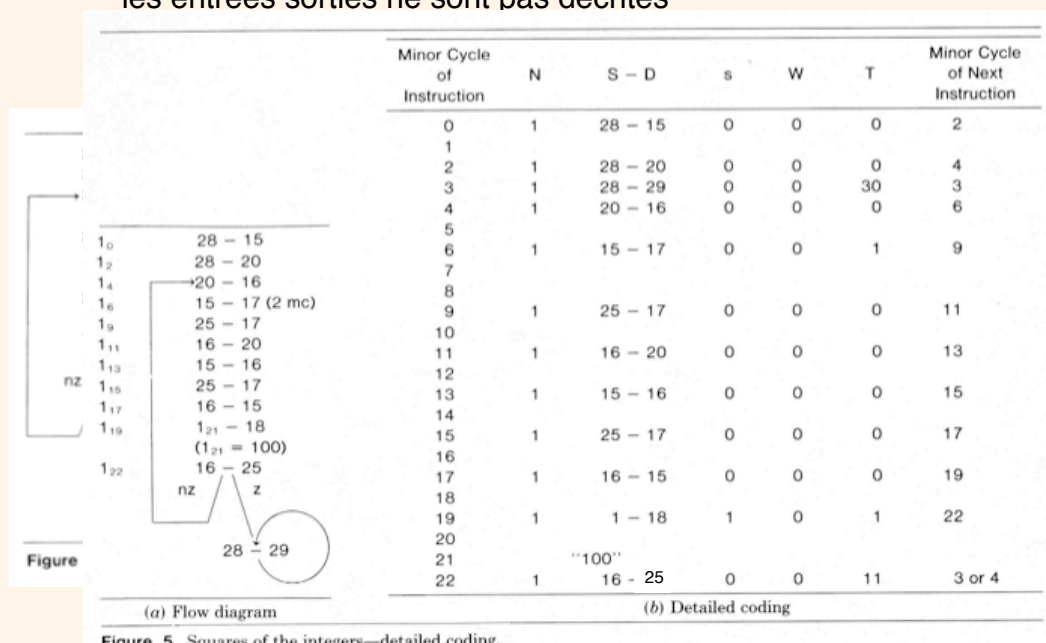 les entrées sorties ne sont pas décrites
Minor Cycle of Instruction N S – D s W T Minor Cycle of Next Instruction
0 1 28 – 15 0 0 0 2
1
2 1 28 – 20 0 0 0 4
3 1 28 – 29 0 0 30 3
4 1 20 – 16 0 0 0 6
5
6 1 15 – 17 0 0 1 9
7
8
9 1 25 – 17 0 0 0 11
10
11 1 16 – 20 0 0 0 13
12
13 1 15 – 16 0 0 0 15
14
15 1 25 – 17 0 0 0 17
16
17 1 16 – 15 0 0 0 19
18
19 1 1 – 18 1 0 1 22
20
21 "100"
22 1 16 - 25 0 0 11 3 or 4
(b) Detailed coding
1₀ 28 – 15
1₂ 28 – 20
1₄ 20 – 16
1₆ 15 – 17 (2 mc)
1₉ 25 – 17
1₁₁ 16 – 20
1₁₃ 15 – 16
1₁₅ 25 – 17
1₁₇ 16 – 15
1₁₉ 1₂₁ – 18
(1₂₁ = 100)
1₂₂ 16 – 25
nz z
28 – 29
(a) Flow diagram
nz
Figure
Figure 5 Squares of the integers—detailed coding